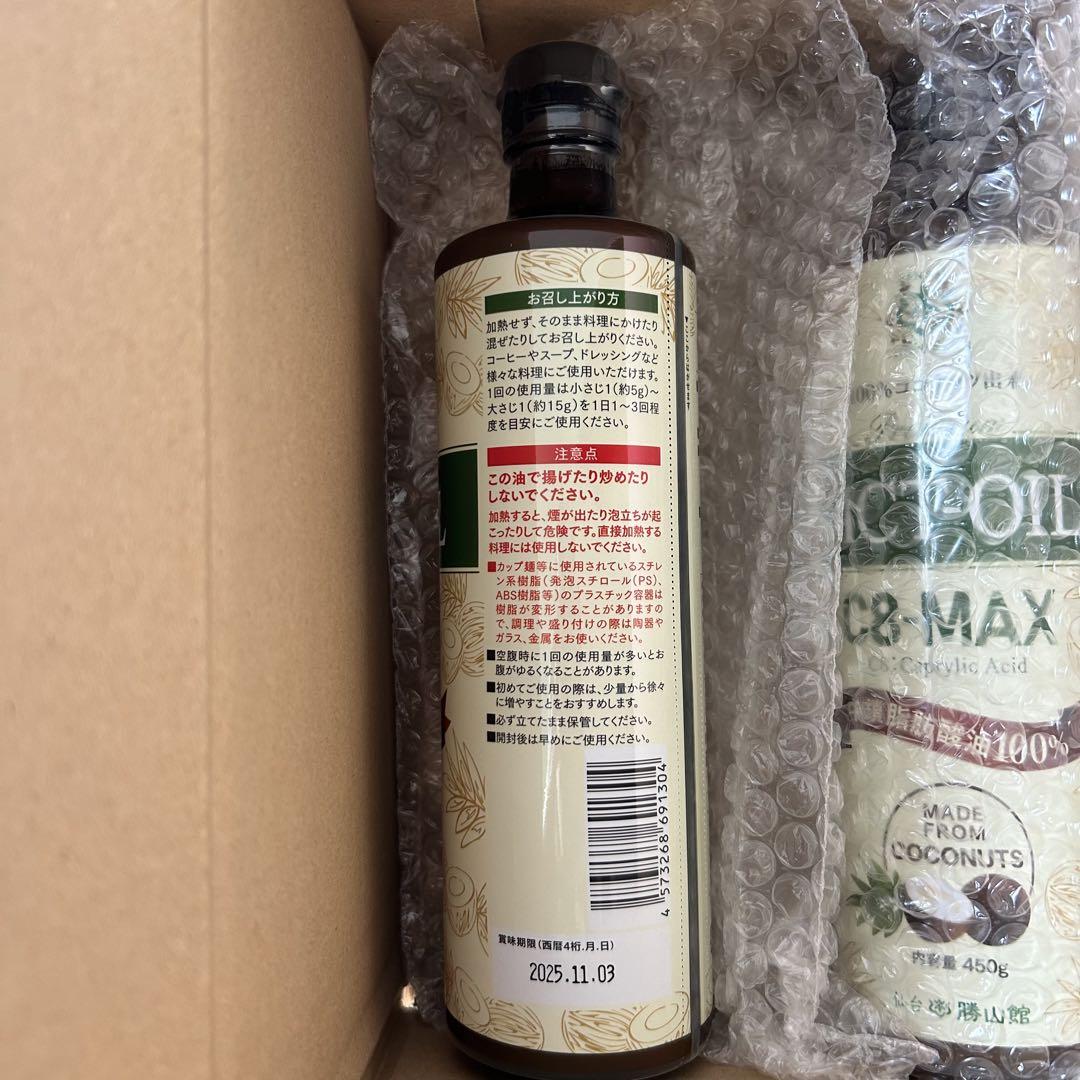 お召し上がり方
加熱せず、そのまま料理にかけたり
混ぜたりしてお召し上がりください。
コーヒーやスープ、ドレッシングなど
様々な料理にご使用いただけます。
1回の使用量は小さじ1(約5g)〜
大さじ1(約15g)を1日1〜3回程
度を目安にご使用ください。
注意点
この油で揚げたり炒めたり
しないでください。
加熱すると、煙が出たり泡立ちが起
こったりして危険です。直接加熱する
料理には使用しないでください。
■カップ麺等に使用されているスチレ
ン系樹脂(発泡スチロール(PS)、
ABS樹脂等)のプラスチック容器は
樹脂が変形することがありますの
で、調理や盛り付けの際は陶器や
ガラス、金属をお使いください。
■空腹時に1回の使用量が多いとお
腹がゆるくなることがあります。
■初めてご使用の際は、少量から徐々
に増やすことをおすすめします。
■必ず立てたまま保管してください。
■開封後は早めにご使用ください。
4573268691304
賞味期限(西暦4桁.月.日)
2025.11.03
▼ここからはがせます
L
100%ココナッツ由来
MCT OIL
C8-MAX
C8:Caprylic Acid
脂肪酸油100%
MADE
FROM
COCONUTS
内容量 450g
仙台 勝山館